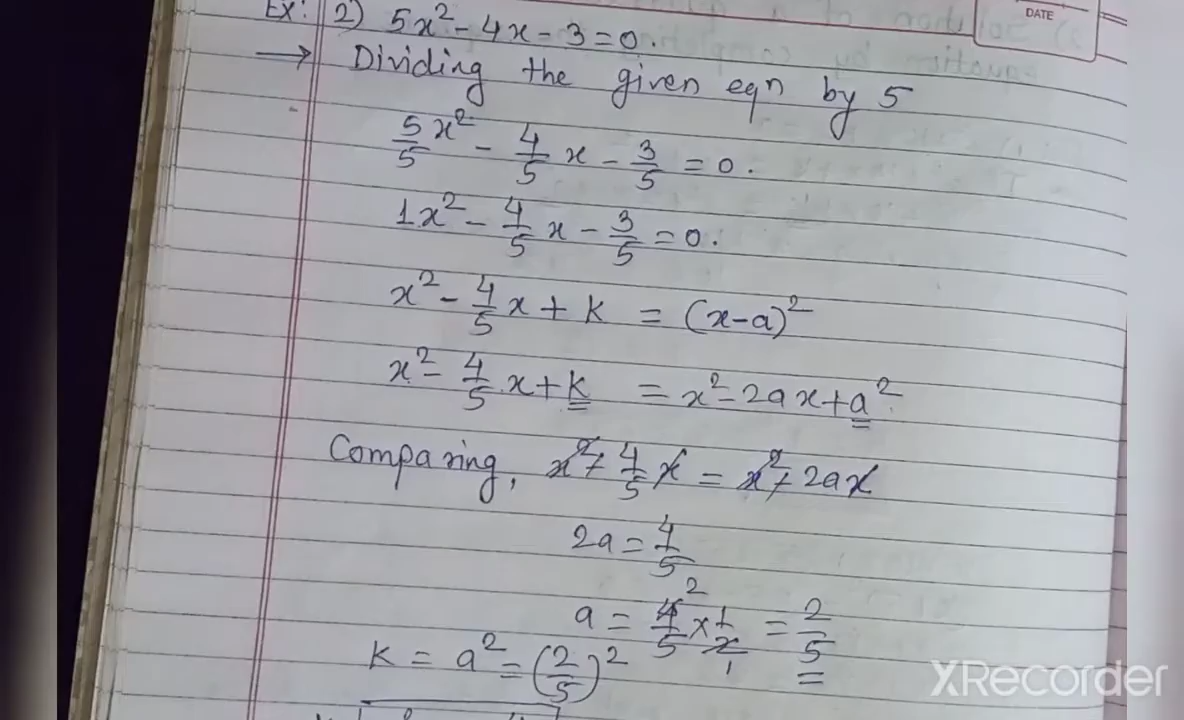 DATE
Ex: 2) 5x² - 4x - 3 = 0.
→ Dividing the given eqn by 5
5/5 x² - 4/5 x - 3/5 = 0.
1x² - 4/5 x - 3/5 = 0.
x² - 4/5 x + k = (x-a)²
x² - 4/5 x + k = x² - 2ax + a²
Comparing, x² - 4/5 x = x² - 2ax
2a = 4/5
a = 4/5 × 1/2 = 2/5
2
1
K = a² = (2/5)²
XRecorder